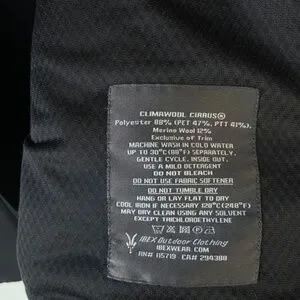 CLIMAWOOL CIRRUS®
Polyester 88% (PET 47%, PTT 41%),
Merino Wool 12%
Exclusive of Trim
MACHINE WASH IN COLD WATER
UP TO 30°C(86°F) SEPARATELY,
GENTLE CYCLE. INSIDE OUT.
USE A MILD DETERGENT
DO NOT BLEACH
DO NOT USE FABRIC SOFTENER
DO NOT TUMBLE DRY
HANG OR LAY FLAT TO DRY
COOL IRON IF NECESSARY 120°C(248°F)
MAY DRY CLEAN USING ANY SOLVENT
EXCEPT TRICHLOROETHYLENE
IBEX Outdoor Clothing
IBEXWEAR.COM
RN# 115719 CA# 294380